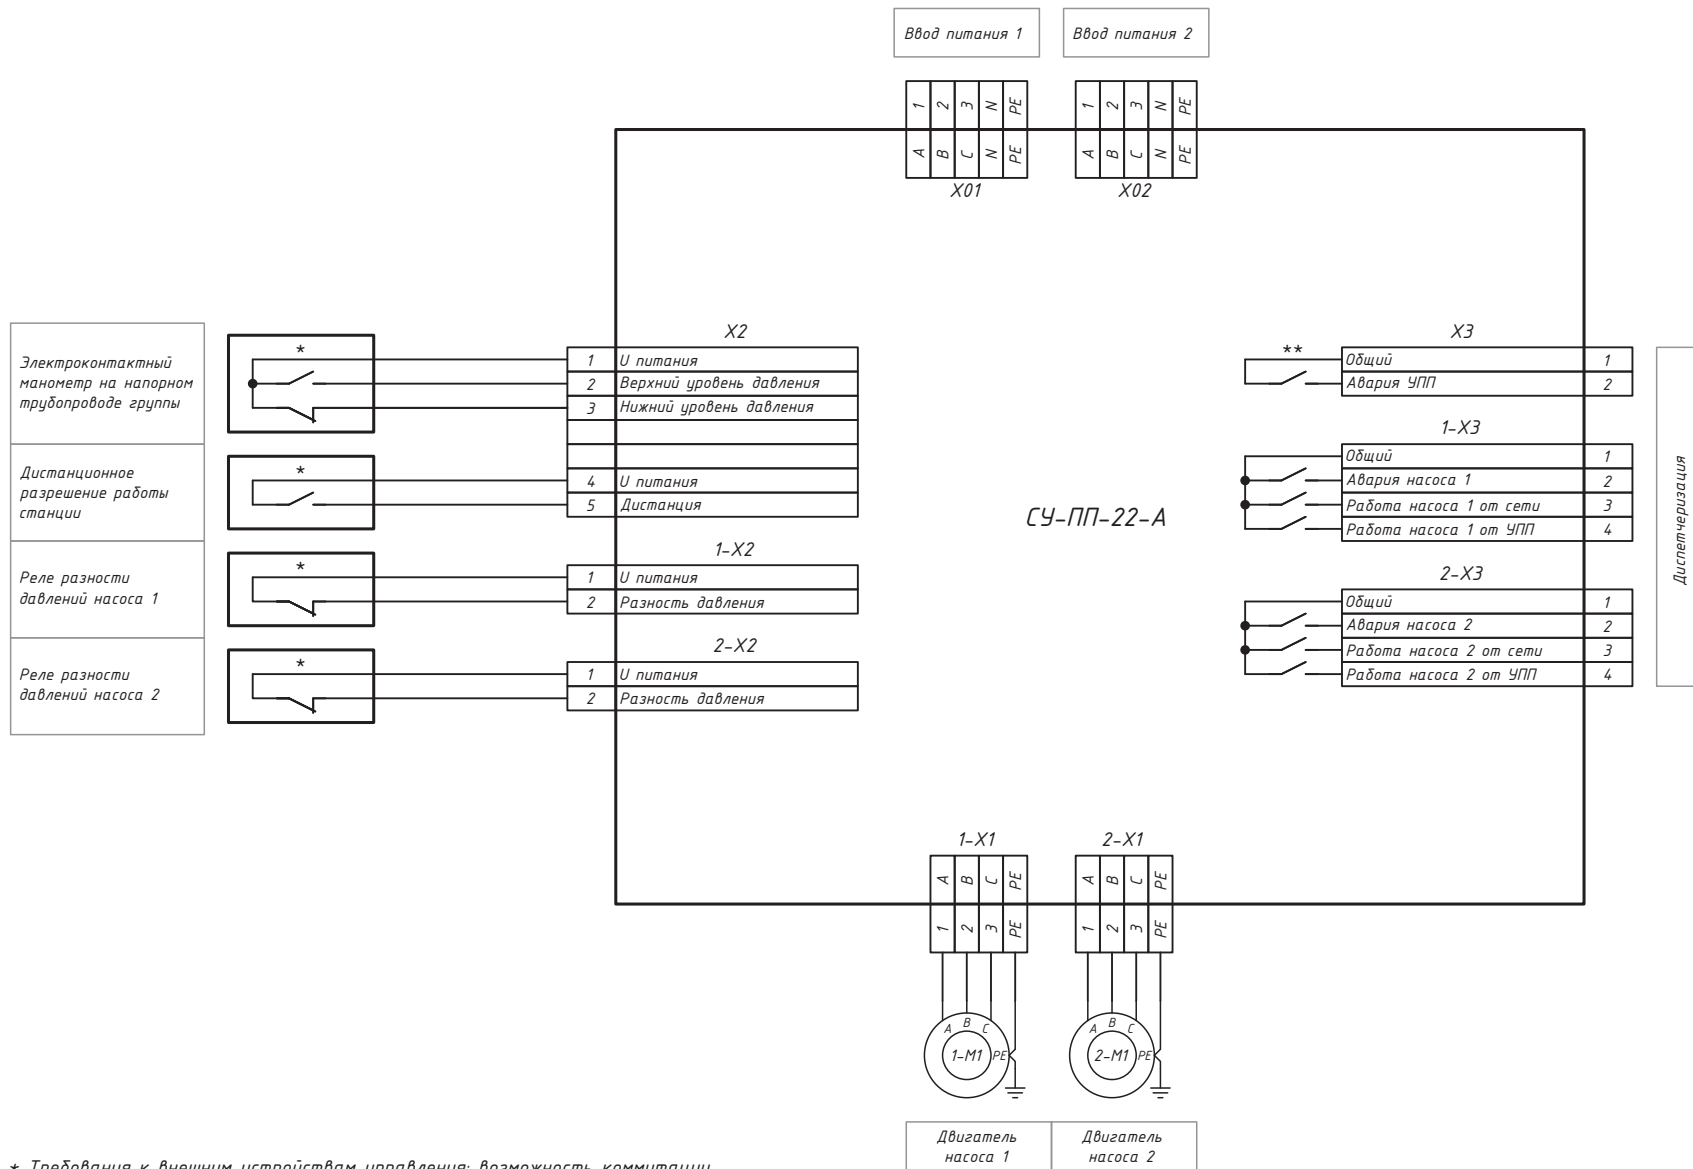 Ввод питания 1
Ввод питания 2
1 2 3 N PE
1 2 3 N PE
A B C N PE
A B C N PE
X01
X02
Электроконтактный
манометр на напорном
трубопроводе группы
Дистанционное
разрешение работы
станции
Реле разности
давлений насоса 1
Реле разности
давлений насоса 2
*
*
*
*
X2
1 U питания
2 Верхний уровень давления
3 Нижний уровень давления
4 U питания
5 Дистанция
1-X2
1 U питания
2 Разность давления
2-X2
1 U питания
2 Разность давления
СУ-ПП-22-А
**
X3
Общий 1
Авария УПП 2
1-X3
Общий 1
Авария насоса 1 2
Работа насоса 1 от сети 3
Работа насоса 1 от УПП 4
2-X3
Общий 1
Авария насоса 2 2
Работа насоса 2 от сети 3
Работа насоса 2 от УПП 4
Диспетчеризация
1-X1
2-X1
A B C PE
A B C PE
1 2 3 PE
1 2 3 PE
A B C
A B C
1-M1 PE
2-M1 PE
Двигатель
насоса 1
Двигатель
насоса 2
* Требования к внешним устройствам управления: возможность коммутации